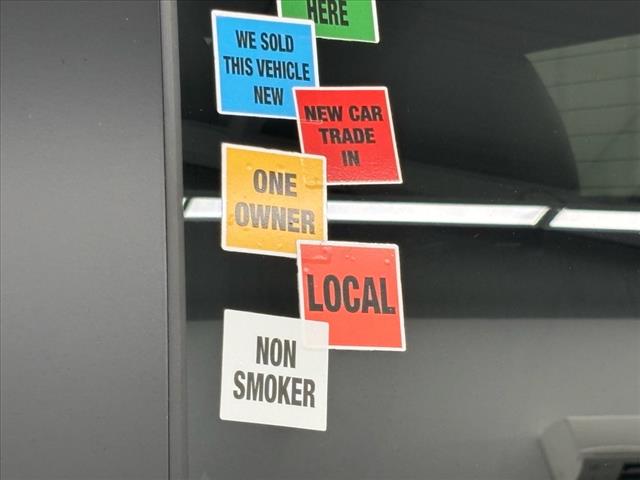 HERE
WE SOLD
THIS VEHICLE
NEW
NEW CAR
TRADE
IN
ONE
OWNER
LOCAL
NON
SMOKER